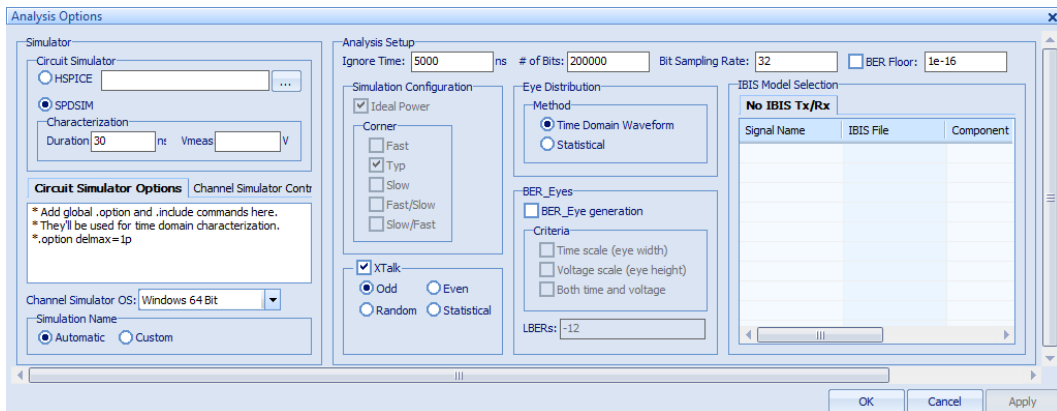 Analysis Options
Simulator
Circuit Simulator
HSPICE
...
SPDSIM
Characterization
Duration 30 ns Vmeas V
Circuit Simulator Options Channel Simulator Contr
* Add global .option and .include commands here.
* They'll be used for time domain characterization.
*.option delmax=1p
Channel Simulator OS: Windows 64 Bit
Simulation Name
Automatic Custom
Analysis Setup
Ignore Time: 5000 ns # of Bits: 200000 Bit Sampling Rate: 32 BER Floor: 1e-16
Simulation Configuration
Ideal Power
Corner
Fast
Typ
Slow
Fast/Slow
Slow/Fast
XTalk
Odd Even
Random Statistical
Eye Distribution
Method
Time Domain Waveform
Statistical
BER_Eyes
BER_Eye generation
Criteria
Time scale (eye width)
Voltage scale (eye height)
Both time and voltage
LBERs: -12
IBIS Model Selection
No IBIS Tx/Rx
Signal Name IBIS File Component
OK Cancel Apply